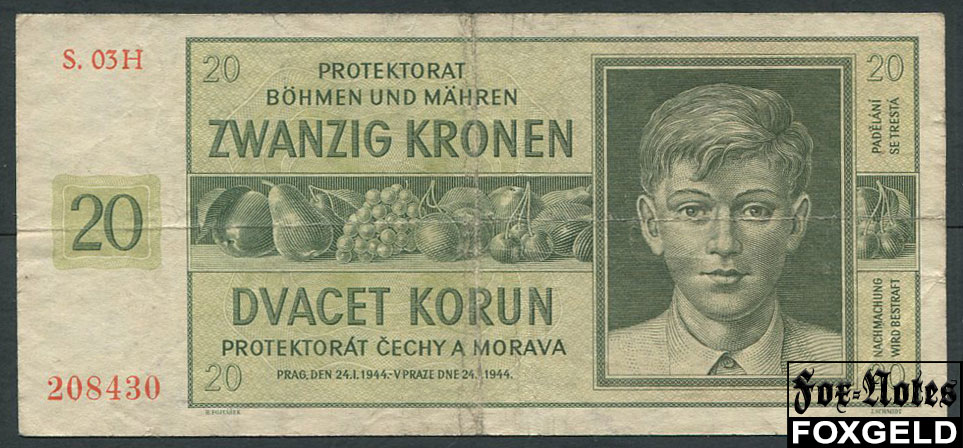 S. 03H
20
PROTEKTORAT
BÖHMEN UND MÄHREN
ZWANZIG KRONEN
20
PADĚLÁNÍ
SE TRESTÁ
20
DVACET KORUN
PROTEKTORÁT ČECHY A MORAVA
NACHMACHUNG
WIRD BESTRAFT
208430
20
PRAG, DEN 24.I.1944.-V PRAZE DNE 24. 1944.
Fox-Notes
FOXGELD